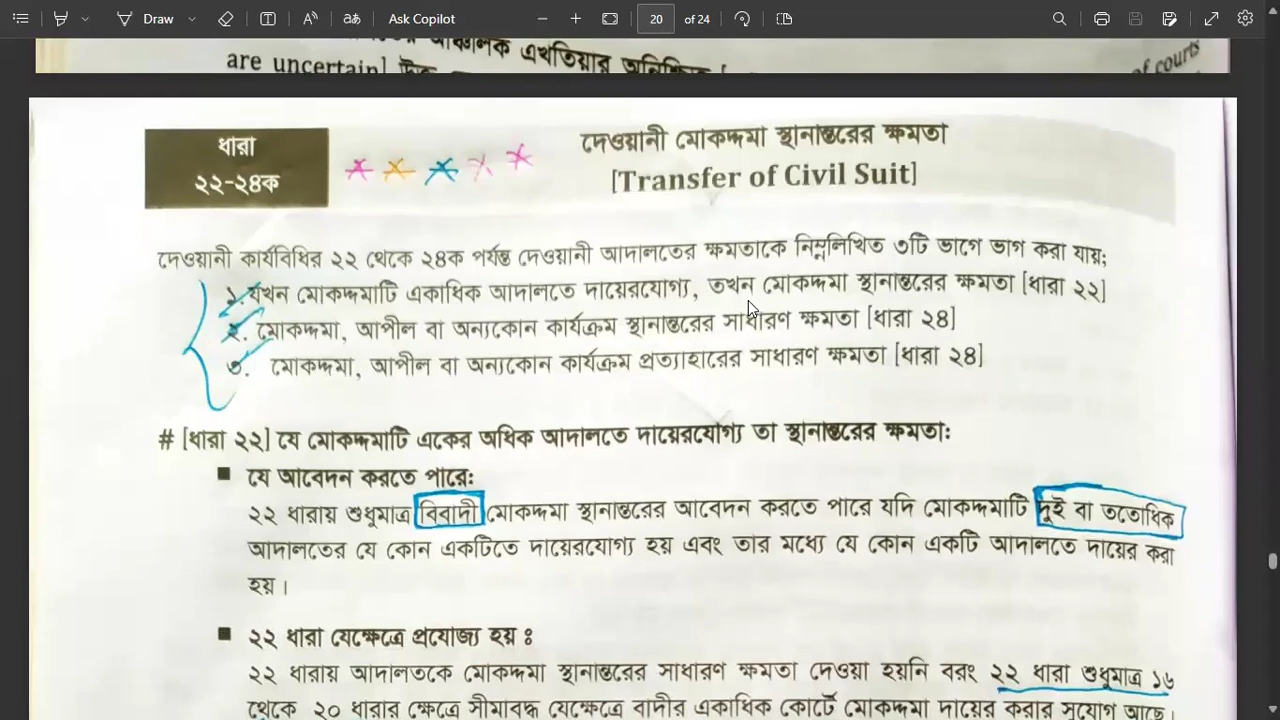 Draw
Ask Copilot
20 of 24
are uncertain]
of courts
ধারা
২২-২৪ক
দেওয়ানী মোকদ্দমা স্থানান্তরের ক্ষমতা
[Transfer of Civil Suit]
দেওয়ানী কার্যবিধির ২২ থেকে ২৪ক পর্যন্ত দেওয়ানী আদালতের ক্ষমতাকে নিম্নলিখিত ৩টি ভাগে ভাগ করা যায়;
১. যখন মোকদ্দমাটি একাধিক আদালতে দায়েরযোগ্য, তখন মোকদ্দমা স্থানান্তরের ক্ষমতা [ধারা ২২]
২. মোকদ্দমা, আপীল বা অন্যকোন কার্যক্রম স্থানান্তরের সাধারণ ক্ষমতা [ধারা ২৪]
৩. মোকদ্দমা, আপীল বা অন্যকোন কার্যক্রম প্রত্যাহারের সাধারণ ক্ষমতা [ধারা ২৪]
# [ধারা ২২] যে মোকদ্দমাটি একের অধিক আদালতে দায়েরযোগ্য তা স্থানান্তরের ক্ষমতা:
■ যে আবেদন করতে পারে:
২২ ধারায় শুধুমাত্র বিবাদী মোকদ্দমা স্থানান্তরের আবেদন করতে পারে যদি মোকদ্দমাটি দুই বা ততোধিক
আদালতের যে কোন একটিতে দায়েরযোগ্য হয় এবং তার মধ্যে যে কোন একটি আদালতে দায়ের করা
হয়।
■ ২২ ধারা যেক্ষেত্রে প্রযোজ্য হয় ঃ
২২ ধারায় আদালতকে মোকদ্দমা স্থানান্তরের সাধারণ ক্ষমতা দেওয়া হয়নি বরং ২২ ধারা শুধুমাত্র ১৬
থেকে ২০ ধারার ক্ষেত্রে সীমাবদ্ধ যেক্ষেত্রে বাদীর একাধিক কোর্টে মোকদ্দমা দায়ের করার সুযোগ আছে।